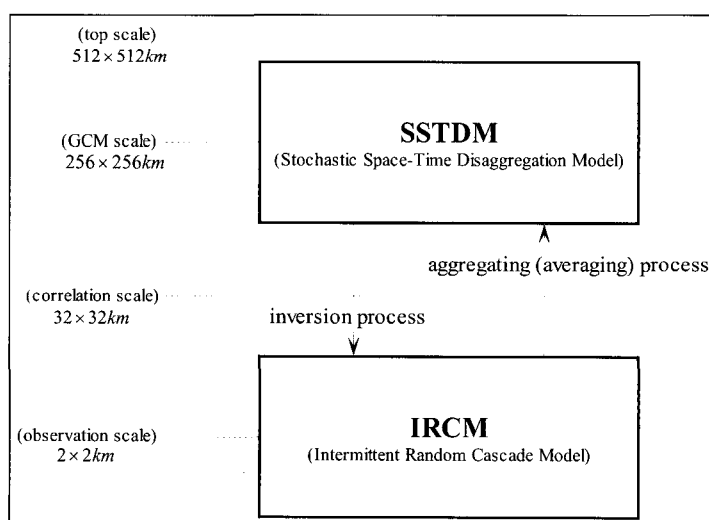 (top scale)
512 × 512km
SSTDM
(Stochastic Space-Time Disaggregation Model)
(GCM scale)
256 × 256km
aggregating (averaging) process
(correlation scale)
32 × 32km
inversion process
IRCM
(Intermittent Random Cascade Model)
(observation scale)
2 × 2km